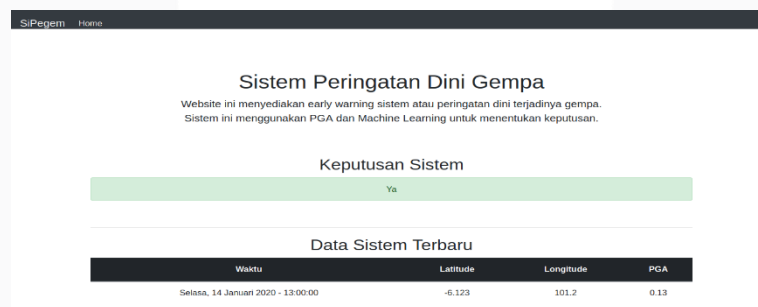 SiPegem Home
Sistem Peringatan Dini Gempa
Website ini menyediakan early warning sistem atau peringatan dini terjadinya gempa.
Sistem ini menggunakan PGA dan Machine Learning untuk menentukan keputusan.
Keputusan Sistem
Ya
Data Sistem Terbaru
Waktu Latitude Longitude PGA
Selasa, 14 Januari 2020 - 13:00:00 -6.123 101.2 0.13